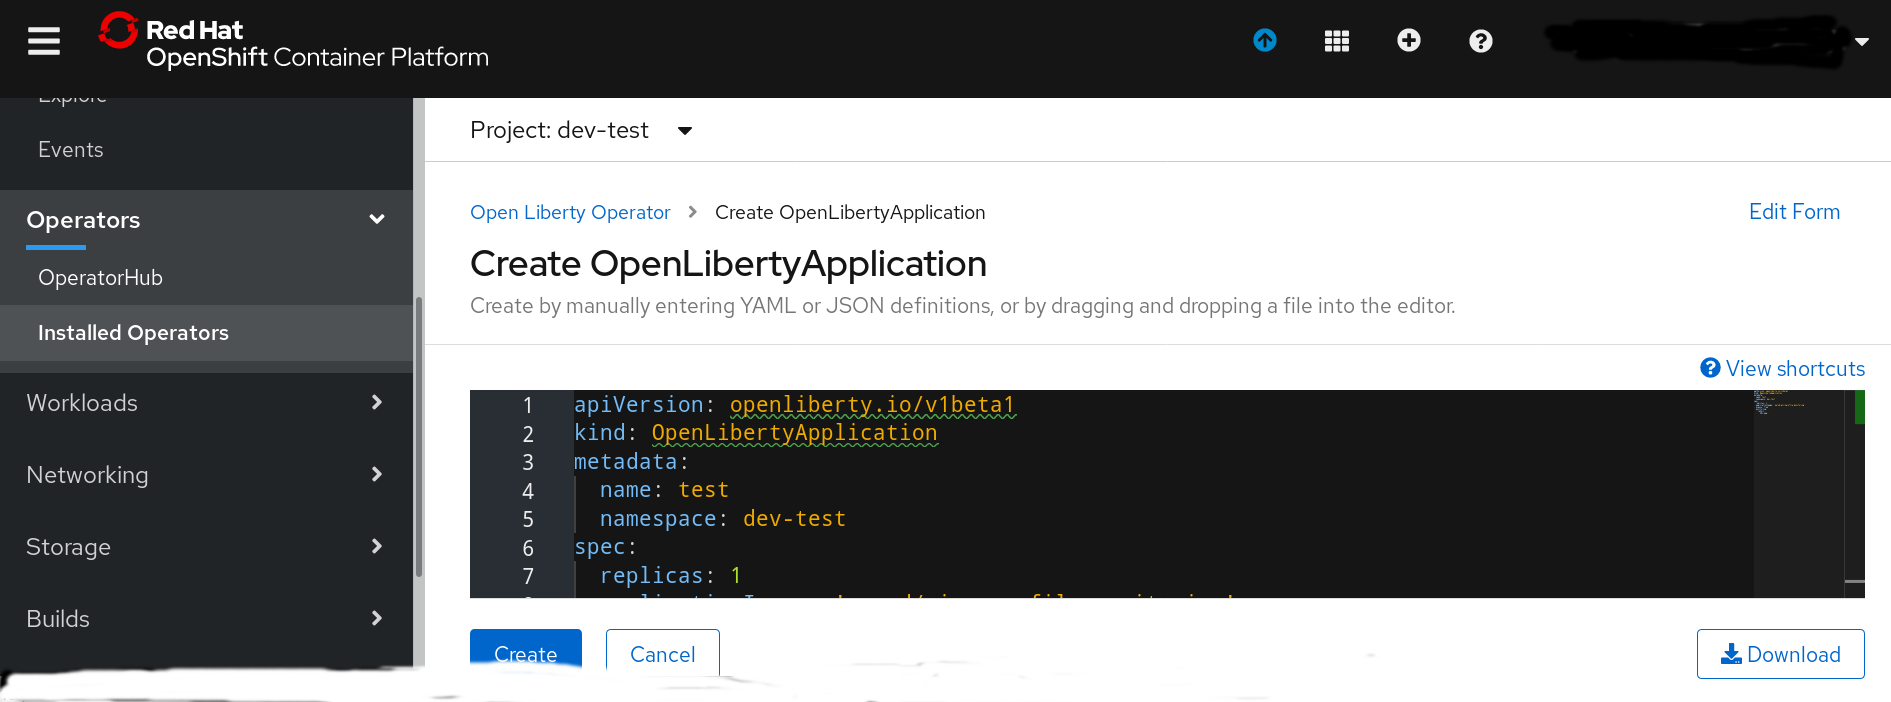 Red Hat
OpenShift Container Platform
Explore
Events
Operators
OperatorHub
Installed Operators
Workloads
Networking
Storage
Builds
Project: dev-test
Open Liberty Operator > Create OpenLibertyApplication
Edit Form
Create OpenLibertyApplication
Create by manually entering YAML or JSON definitions, or by dragging and dropping a file into the editor.
View shortcuts
1 apiVersion: openliberty.io/v1beta1
2 kind: OpenLibertyApplication
3 metadata:
4 name: test
5 namespace: dev-test
6 spec:
7 replicas: 1
Create
Cancel
Download